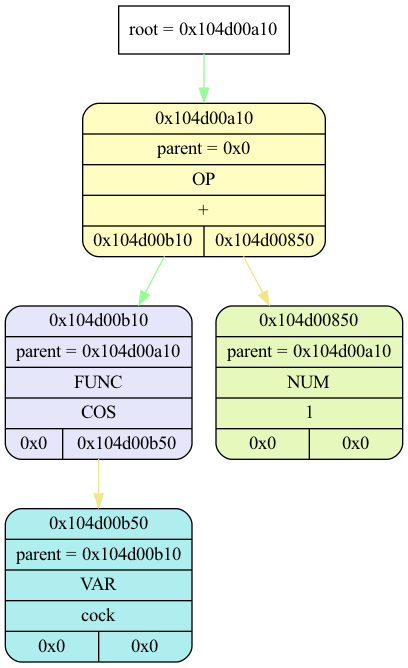 root = 0x104d00a10
0x104d00a10
parent = 0x0
OP
+
0x104d00b10 0x104d00850
0x104d00b10
parent = 0x104d00a10
FUNC
COS
0x0 0x104d00b50
0x104d00850
parent = 0x104d00a10
NUM
1
0x0 0x0
0x104d00b50
parent = 0x104d00b10
VAR
cock
0x0 0x0